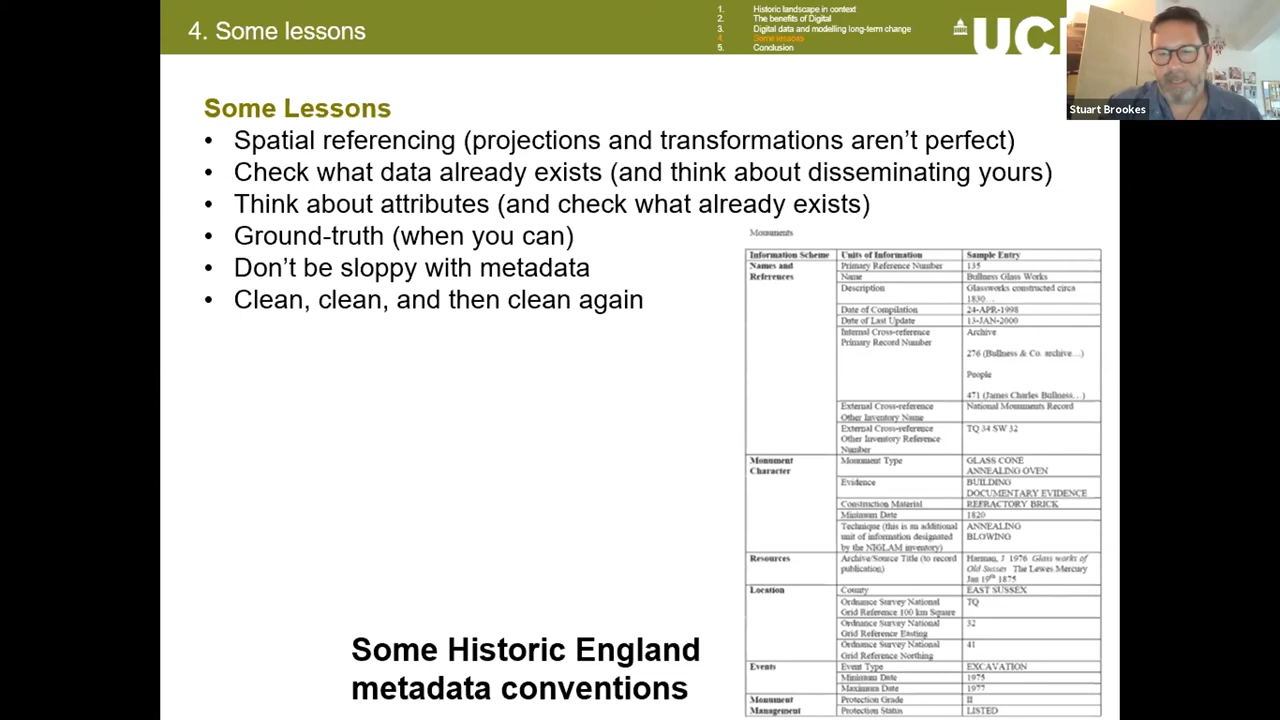 4. Some lessons
1. Historic landscape in context
2. The benefits of Digital
3. Digital data and modelling long-term change
4. Some lessons
5. Conclusion
UCL
Stuart Brookes
Some Lessons
• Spatial referencing (projections and transformations aren't perfect)
• Check what data already exists (and think about disseminating yours)
• Think about attributes (and check what already exists)
• Ground-truth (when you can)
• Don't be sloppy with metadata
• Clean, clean, and then clean again
Some Historic England
metadata conventions
Monuments
Information Scheme Units of Information Sample Entry
Names and Primary Reference Number 135
References Name Bullness Glass Works
Description Glassworks constructed circa
1830...
Date of Compilation 24-APR-1998
Date of Last Update 13-JAN-2000
Internal Cross-reference Archive
Primary Record Number
276 (Bullness & Co. archive...)
People
471 (James Charles Bullness...)
External Cross-reference National Monuments Record
Other Inventory Name
External Cross-reference TQ 34 SW 32
Other Inventory Reference
Number
Monument Monument Type GLASS CONE
Character ANNEALING OVEN
Evidence BUILDING
DOCUMENTARY EVIDENCE
Construction Material REFRACTORY BRICK
Minimum Date 1820
Technique (this is an additional ANNEALING
unit of information designated BLOWING
by the NIGLAM inventory)
Resources Archive/Source Title (to record Harman, J 1976 Glass works of
publication) Old Sussex The Lewes Mercury
Jan 19th 1875
Location County EAST SUSSEX
Ordnance Survey National TQ
Grid Reference 100 km Square
Ordnance Survey National 32
Grid Reference Easting
Ordnance Survey National 41
Grid Reference Northing
Events Event Type EXCAVATION
Minimum Date 1975
Maximum Date 1977
Monument Protection Grade II
Management Protection Status LISTED